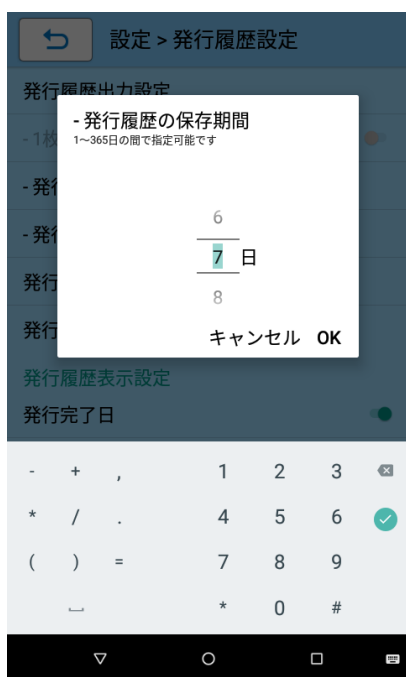 設定 > 発行履歴設定
発行履歴出力設定
- 1枚
- 発行
- 発行
発行
発行
- 発行履歴の保存期間
1〜365日の間で指定可能です
6
7 日
8
キャンセル OK
発行履歴表示設定
発行完了日
- + , 1 2 3
* / . 4 5 6
( ) = 7 8 9
* 0 #